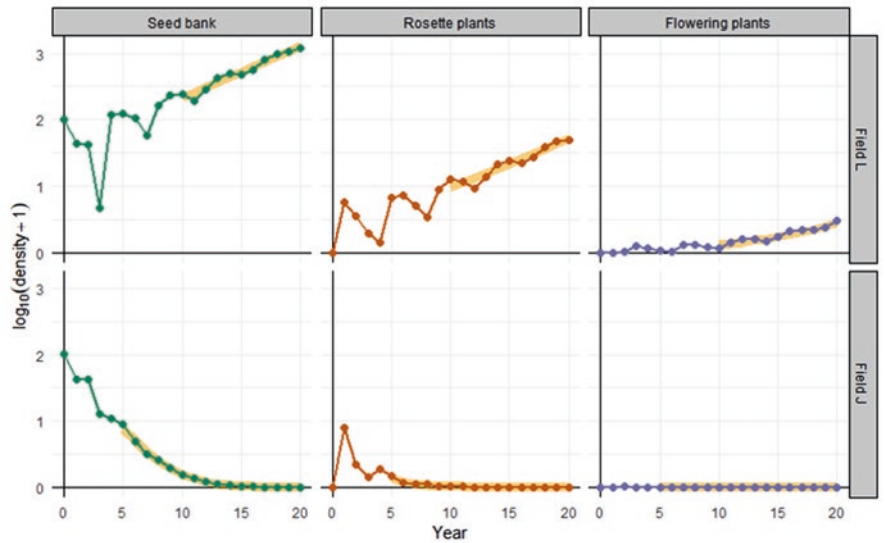 Seed bank Rosette plants Flowering plants
3
2
1
0
Field L
3
2
1
0
Field J
log10(density + 1)
0 5 10 15 20 0 5 10 15 20 0 5 10 15 20
Year